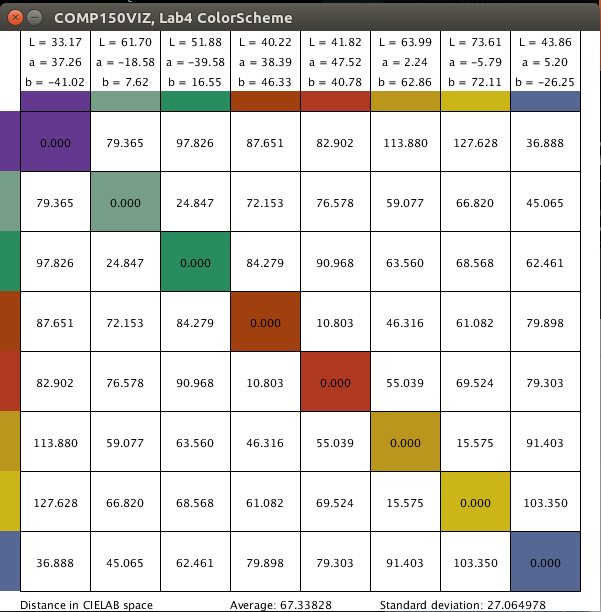 COMP150VIZ, Lab4 ColorScheme
L = 33.17 L = 61.70 L = 51.88 L = 40.22 L = 41.82 L = 63.99 L = 73.61 L = 43.86
a = 37.26 a = −18.58 a = −39.58 a = 38.39 a = 47.52 a = 2.24 a = −5.79 a = 5.20
b = −41.02 b = 7.62 b = 16.55 b = 46.33 b = 40.78 b = 62.86 b = 72.11 b = −26.25
0.000 79.365 97.826 87.651 82.902 113.880 127.628 36.888
79.365 0.000 24.847 72.153 76.578 59.077 66.820 45.065
97.826 24.847 0.000 84.279 90.968 63.560 68.568 62.461
87.651 72.153 84.279 0.000 10.803 46.316 61.082 79.898
82.902 76.578 90.968 10.803 0.000 55.039 69.524 79.303
113.880 59.077 63.560 46.316 55.039 0.000 15.575 91.403
127.628 66.820 68.568 61.082 69.524 15.575 0.000 103.350
36.888 45.065 62.461 79.898 79.303 91.403 103.350 0.000
Distance in CIELAB space Average: 67.33828 Standard deviation: 27.064978